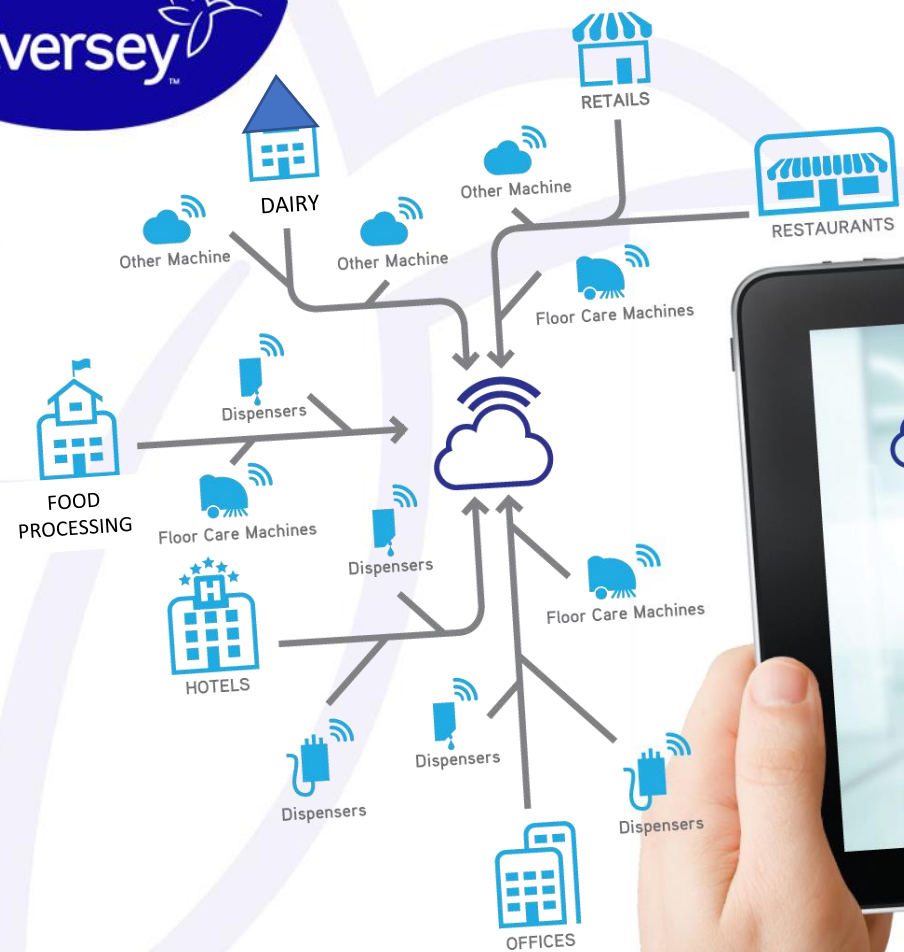 versey
TM
RETAILS
DAIRY
Other Machine
Other Machine
Other Machine
RESTAURANTS
Floor Care Machines
Dispensers
FOOD
PROCESSING
Floor Care Machines
Dispensers
H
HOTELS
Floor Care Machines
Dispensers
Dispensers
Dispensers
OFFICES